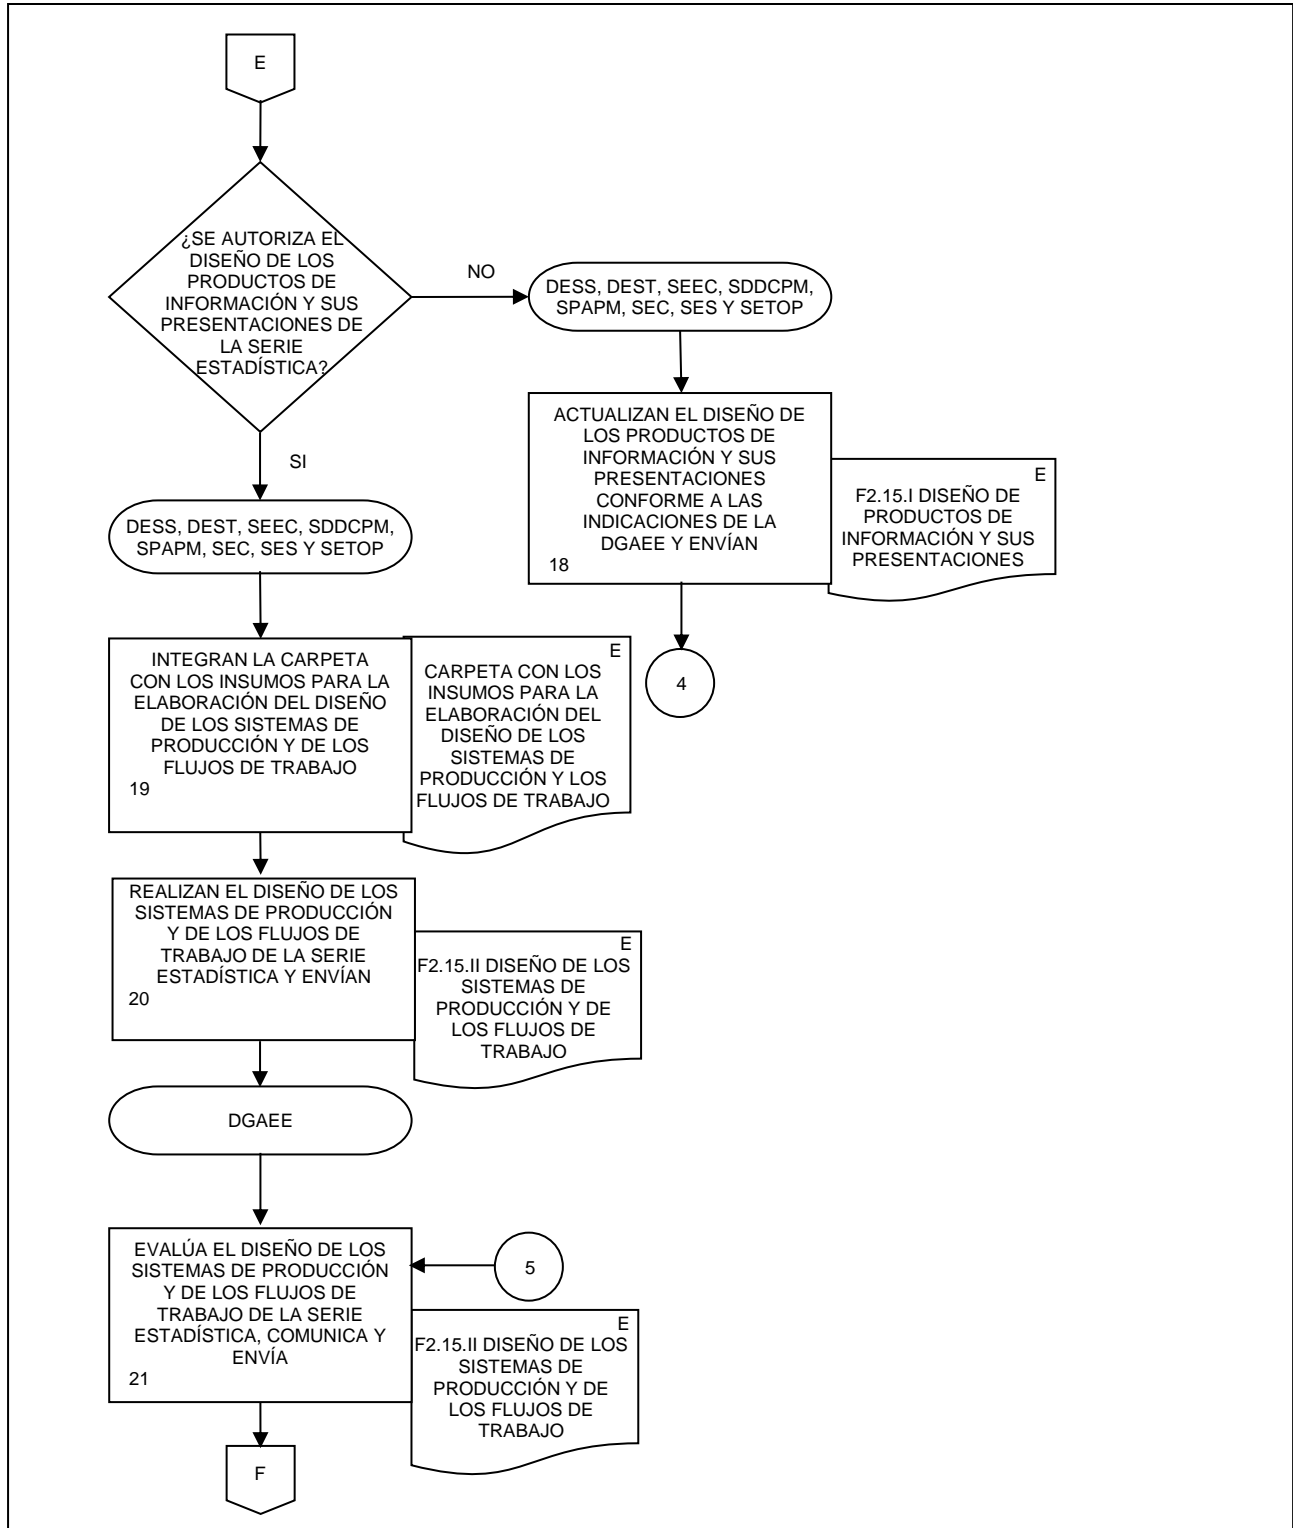 E
¿SE AUTORIZA EL
DISEÑO DE LOS
PRODUCTOS DE
INFORMACIÓN Y SUS
PRESENTACIONES DE
LA SERIE
ESTADÍSTICA?
NO
DESS, DEST, SEEC, SDDCPM,
SPAPM, SEC, SES Y SETOP
ACTUALIZAN EL DISEÑO DE
LOS PRODUCTOS DE
INFORMACIÓN Y SUS
PRESENTACIONES
CONFORME A LAS
INDICACIONES DE LA
DGAEE Y ENVÍAN
18
E
F2.15.I DISEÑO DE
PRODUCTOS DE
INFORMACIÓN Y SUS
PRESENTACIONES
4
SI
DESS, DEST, SEEC, SDDCPM,
SPAPM, SEC, SES Y SETOP
INTEGRAN LA CARPETA
CON LOS INSUMOS PARA LA
ELABORACIÓN DEL DISEÑO
DE LOS SISTEMAS DE
PRODUCCIÓN Y DE LOS
FLUJOS DE TRABAJO
19
E
CARPETA CON LOS
INSUMOS PARA LA
ELABORACIÓN DEL
DISEÑO DE LOS
SISTEMAS DE
PRODUCCIÓN Y LOS
FLUJOS DE TRABAJO
REALIZAN EL DISEÑO DE LOS
SISTEMAS DE PRODUCCIÓN
Y DE LOS FLUJOS DE
TRABAJO DE LA SERIE
ESTADÍSTICA Y ENVÍAN
20
E
F2.15.II DISEÑO DE LOS
SISTEMAS DE
PRODUCCIÓN Y DE
LOS FLUJOS DE
TRABAJO
DGAEE
EVALÚA EL DISEÑO DE LOS
SISTEMAS DE PRODUCCIÓN
Y DE LOS FLUJOS DE
TRABAJO DE LA SERIE
ESTADÍSTICA, COMUNICA Y
ENVÍA
21
5
E
F2.15.II DISEÑO DE LOS
SISTEMAS DE
PRODUCCIÓN Y DE
LOS FLUJOS DE
TRABAJO
F